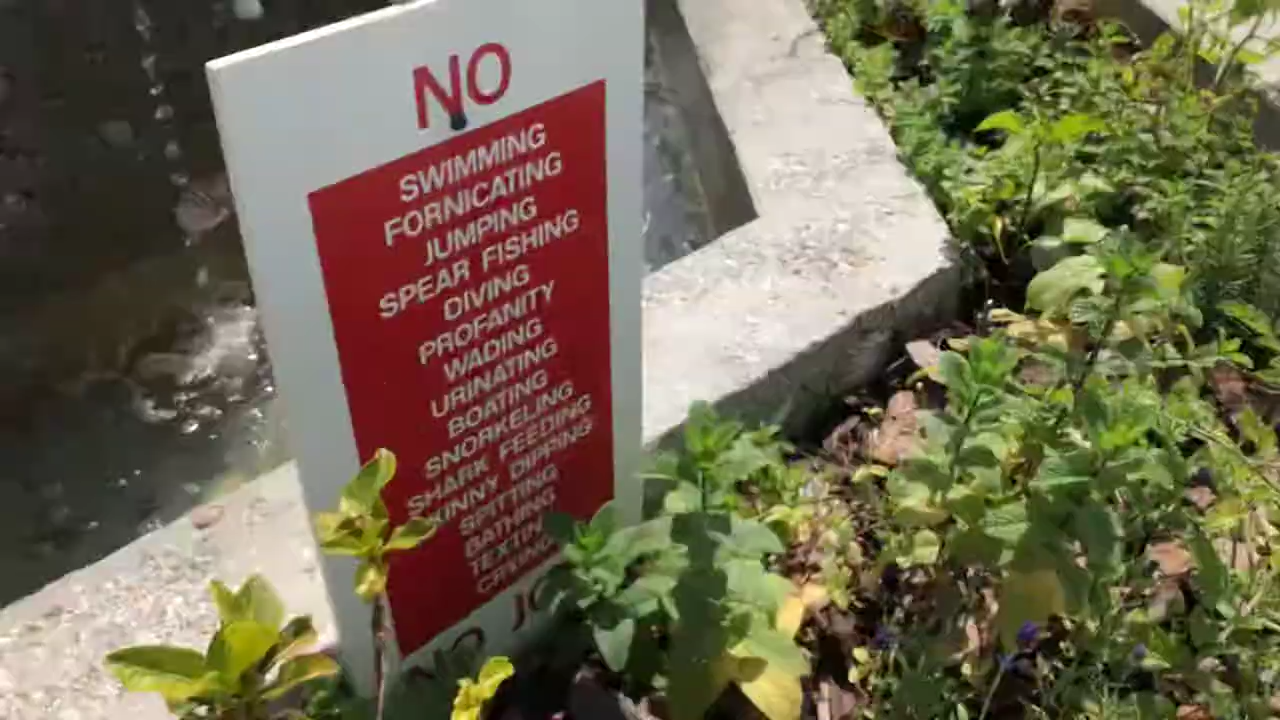 NO
SWIMMING
FORNICATING
JUMPING
SPEAR FISHING
DIVING
PROFANITY
WADING
URINATING
BOATING
SNORKELING
SHARK FEEDING
SKINNY DIPPING
SPITTING
BATHING
TEXTING